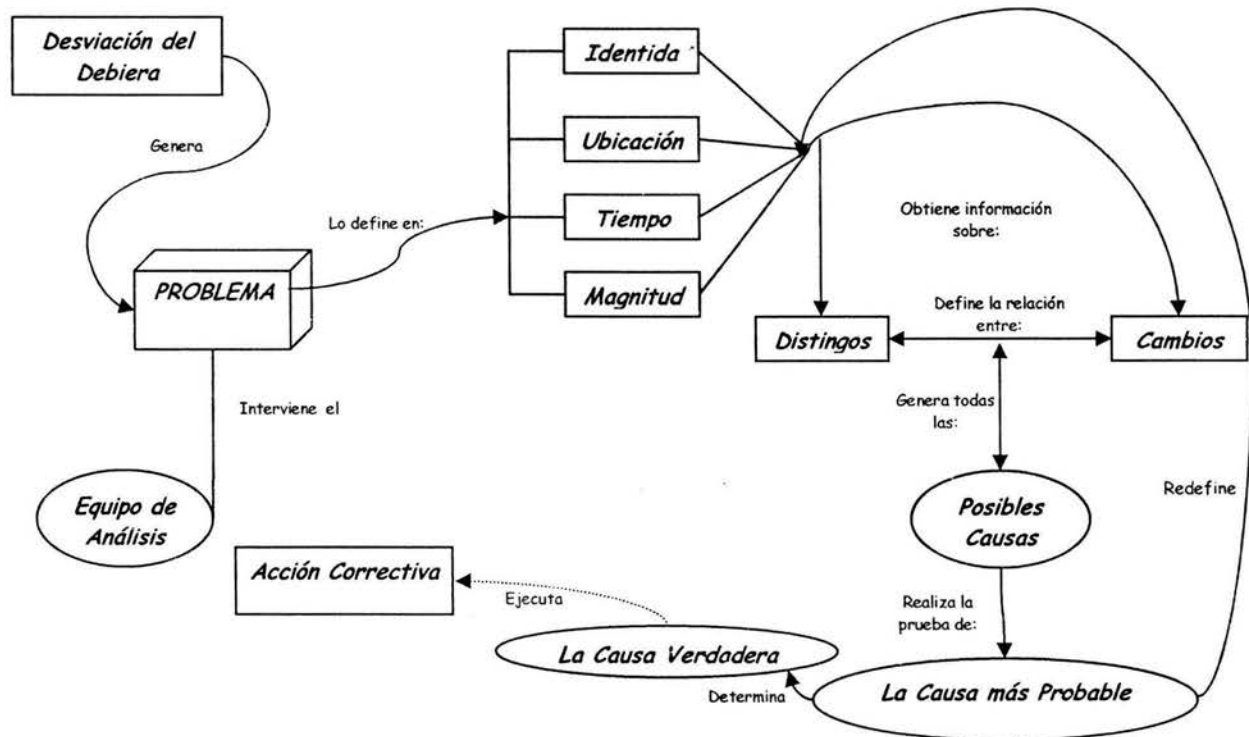 Desviación del
Debiera
Genera
PROBLEMA
Lo define en:
Identida
Ubicación
Tiempo
Magnitud
Obtiene información
sobre:
Distingos
Define la relación
entre:
Cambios
Genera todas
las:
Interviene el
Equipo de
Análisis
Posibles
Causas
Redefine
Realiza la
prueba de:
La Causa más Probable
Determina
La Causa Verdadera
Ejecuta
Acción Correctiva